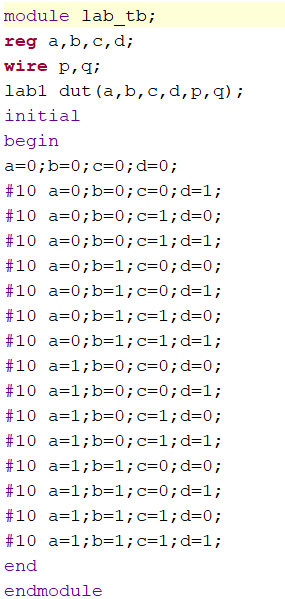 module lab_tb;
reg a,b,c,d;
wire p,q;
lab1 dut(a,b,c,d,p,q);
initial
begin
a=0;b=0;c=0;d=0;
#10 a=0;b=0;c=0;d=1;
#10 a=0;b=0;c=1;d=0;
#10 a=0;b=0;c=1;d=1;
#10 a=0;b=1;c=0;d=0;
#10 a=0;b=1;c=0;d=1;
#10 a=0;b=1;c=1;d=0;
#10 a=0;b=1;c=1;d=1;
#10 a=1;b=0;c=0;d=0;
#10 a=1;b=0;c=0;d=1;
#10 a=1;b=0;c=1;d=0;
#10 a=1;b=0;c=1;d=1;
#10 a=1;b=1;c=0;d=0;
#10 a=1;b=1;c=0;d=1;
#10 a=1;b=1;c=1;d=0;
#10 a=1;b=1;c=1;d=1;
end
endmodule